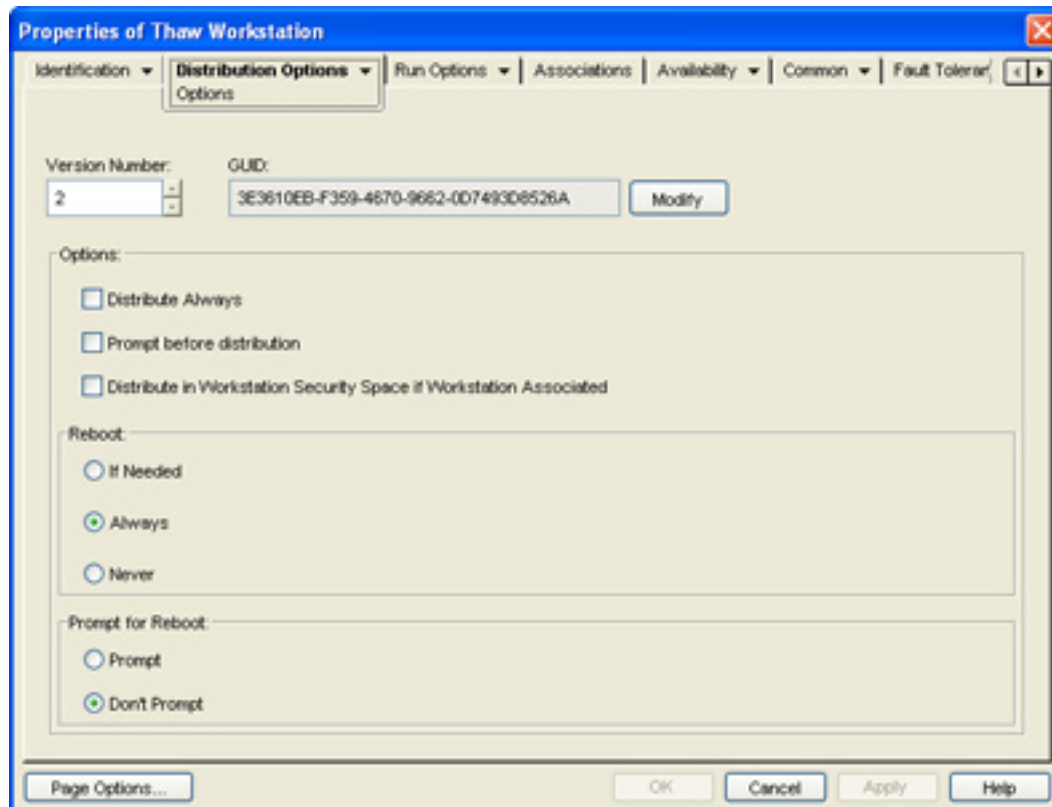 Properties of Thaw Workstation
Identification Distribution Options Run Options Associations Availability Common Fault Toleran
Options
Version Number: GUID:
2 3E3610EB-F359-4670-9662-0D7493D8526A Modify
Options:
Distribute Always
Prompt before distribution
Distribute in Workstation Security Space if Workstation Associated
Reboot:
If Needed
Always
Never
Prompt for Reboot:
Prompt
Don't Prompt
Page Options... OK Cancel Apply Help